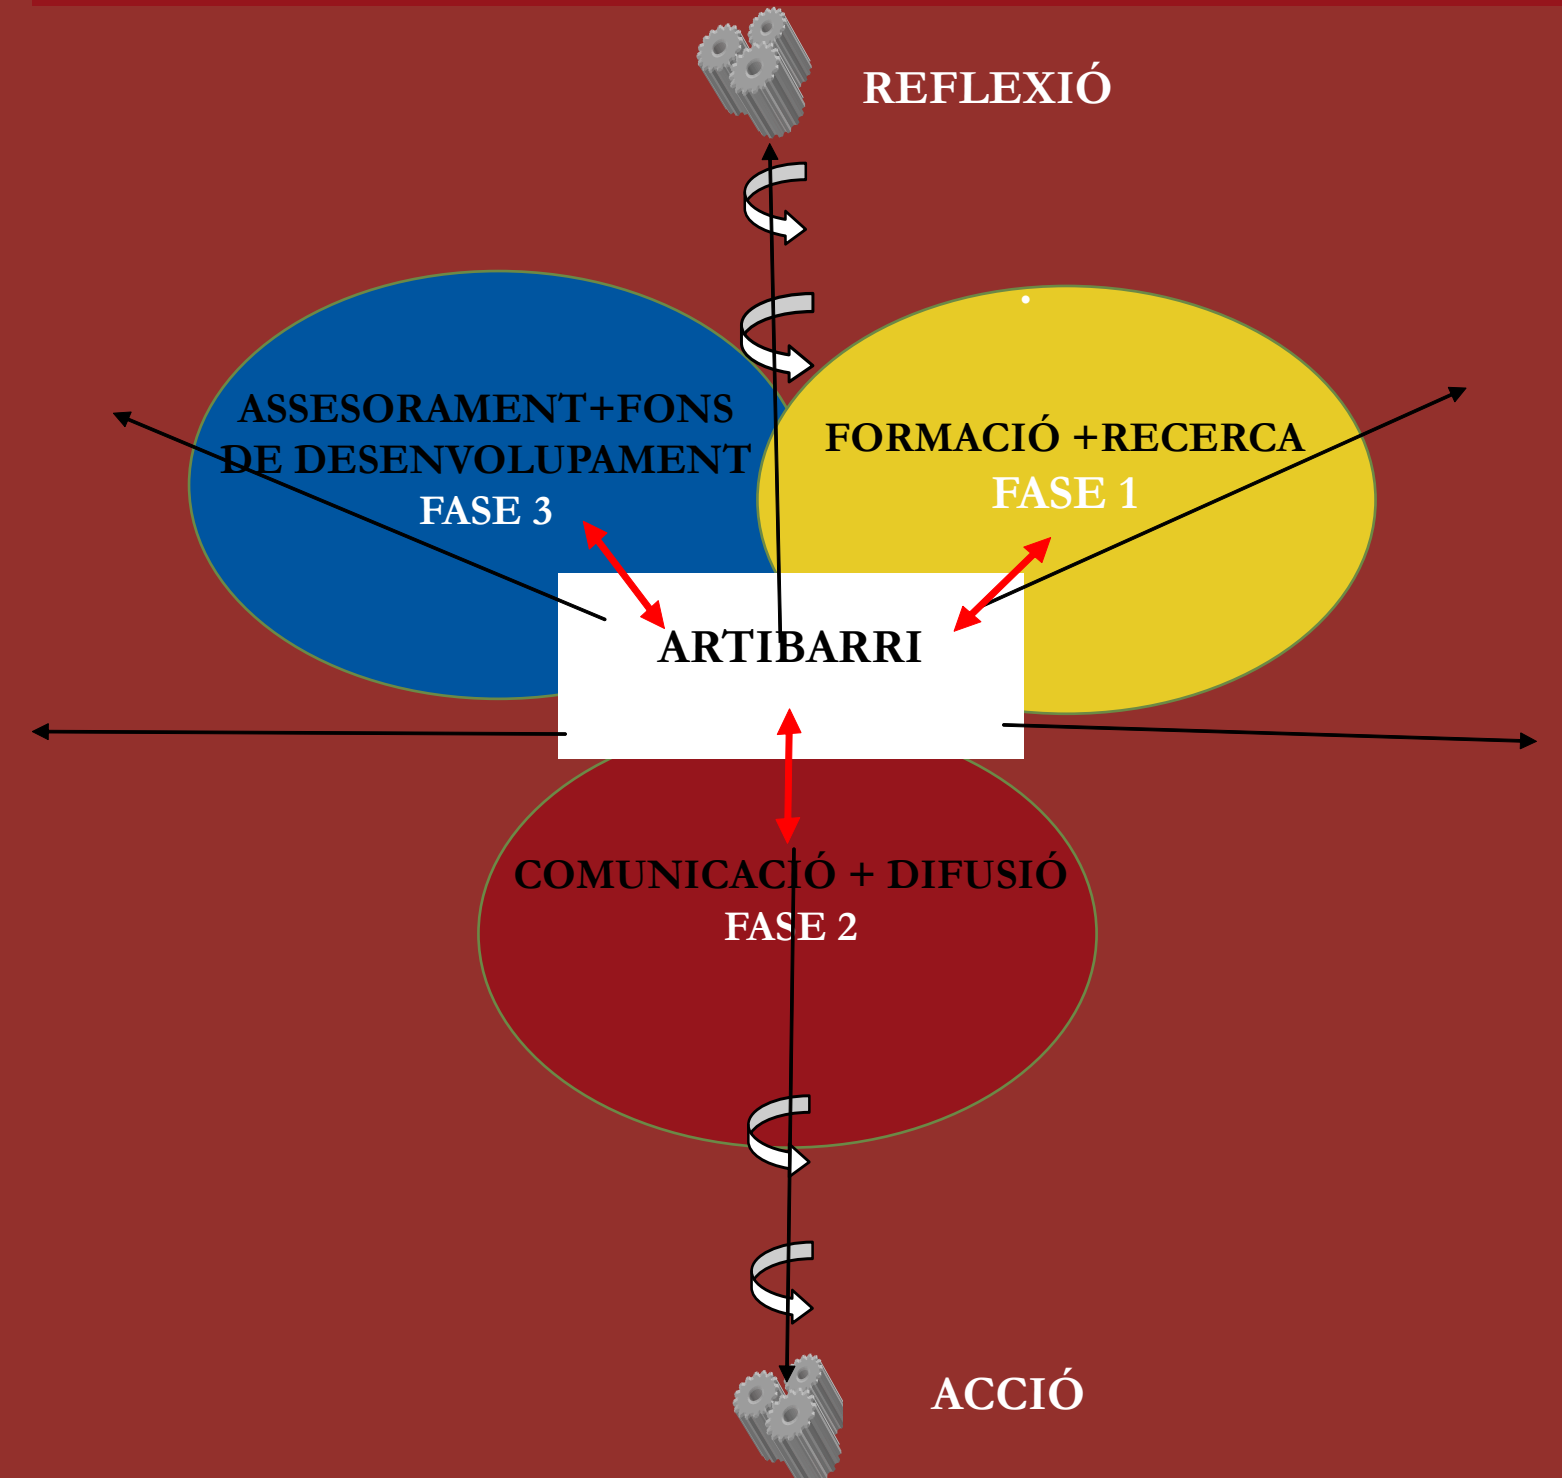 REFLEXIÓ
ASSESORAMENT+FONS
DE DESENVOLUPAMENT
FASE 3
FORMACIÓ +RECERCA
FASE 1
ARTIBARRI
COMUNICACIÓ + DIFUSIÓ
FASE 2
ACCIÓ